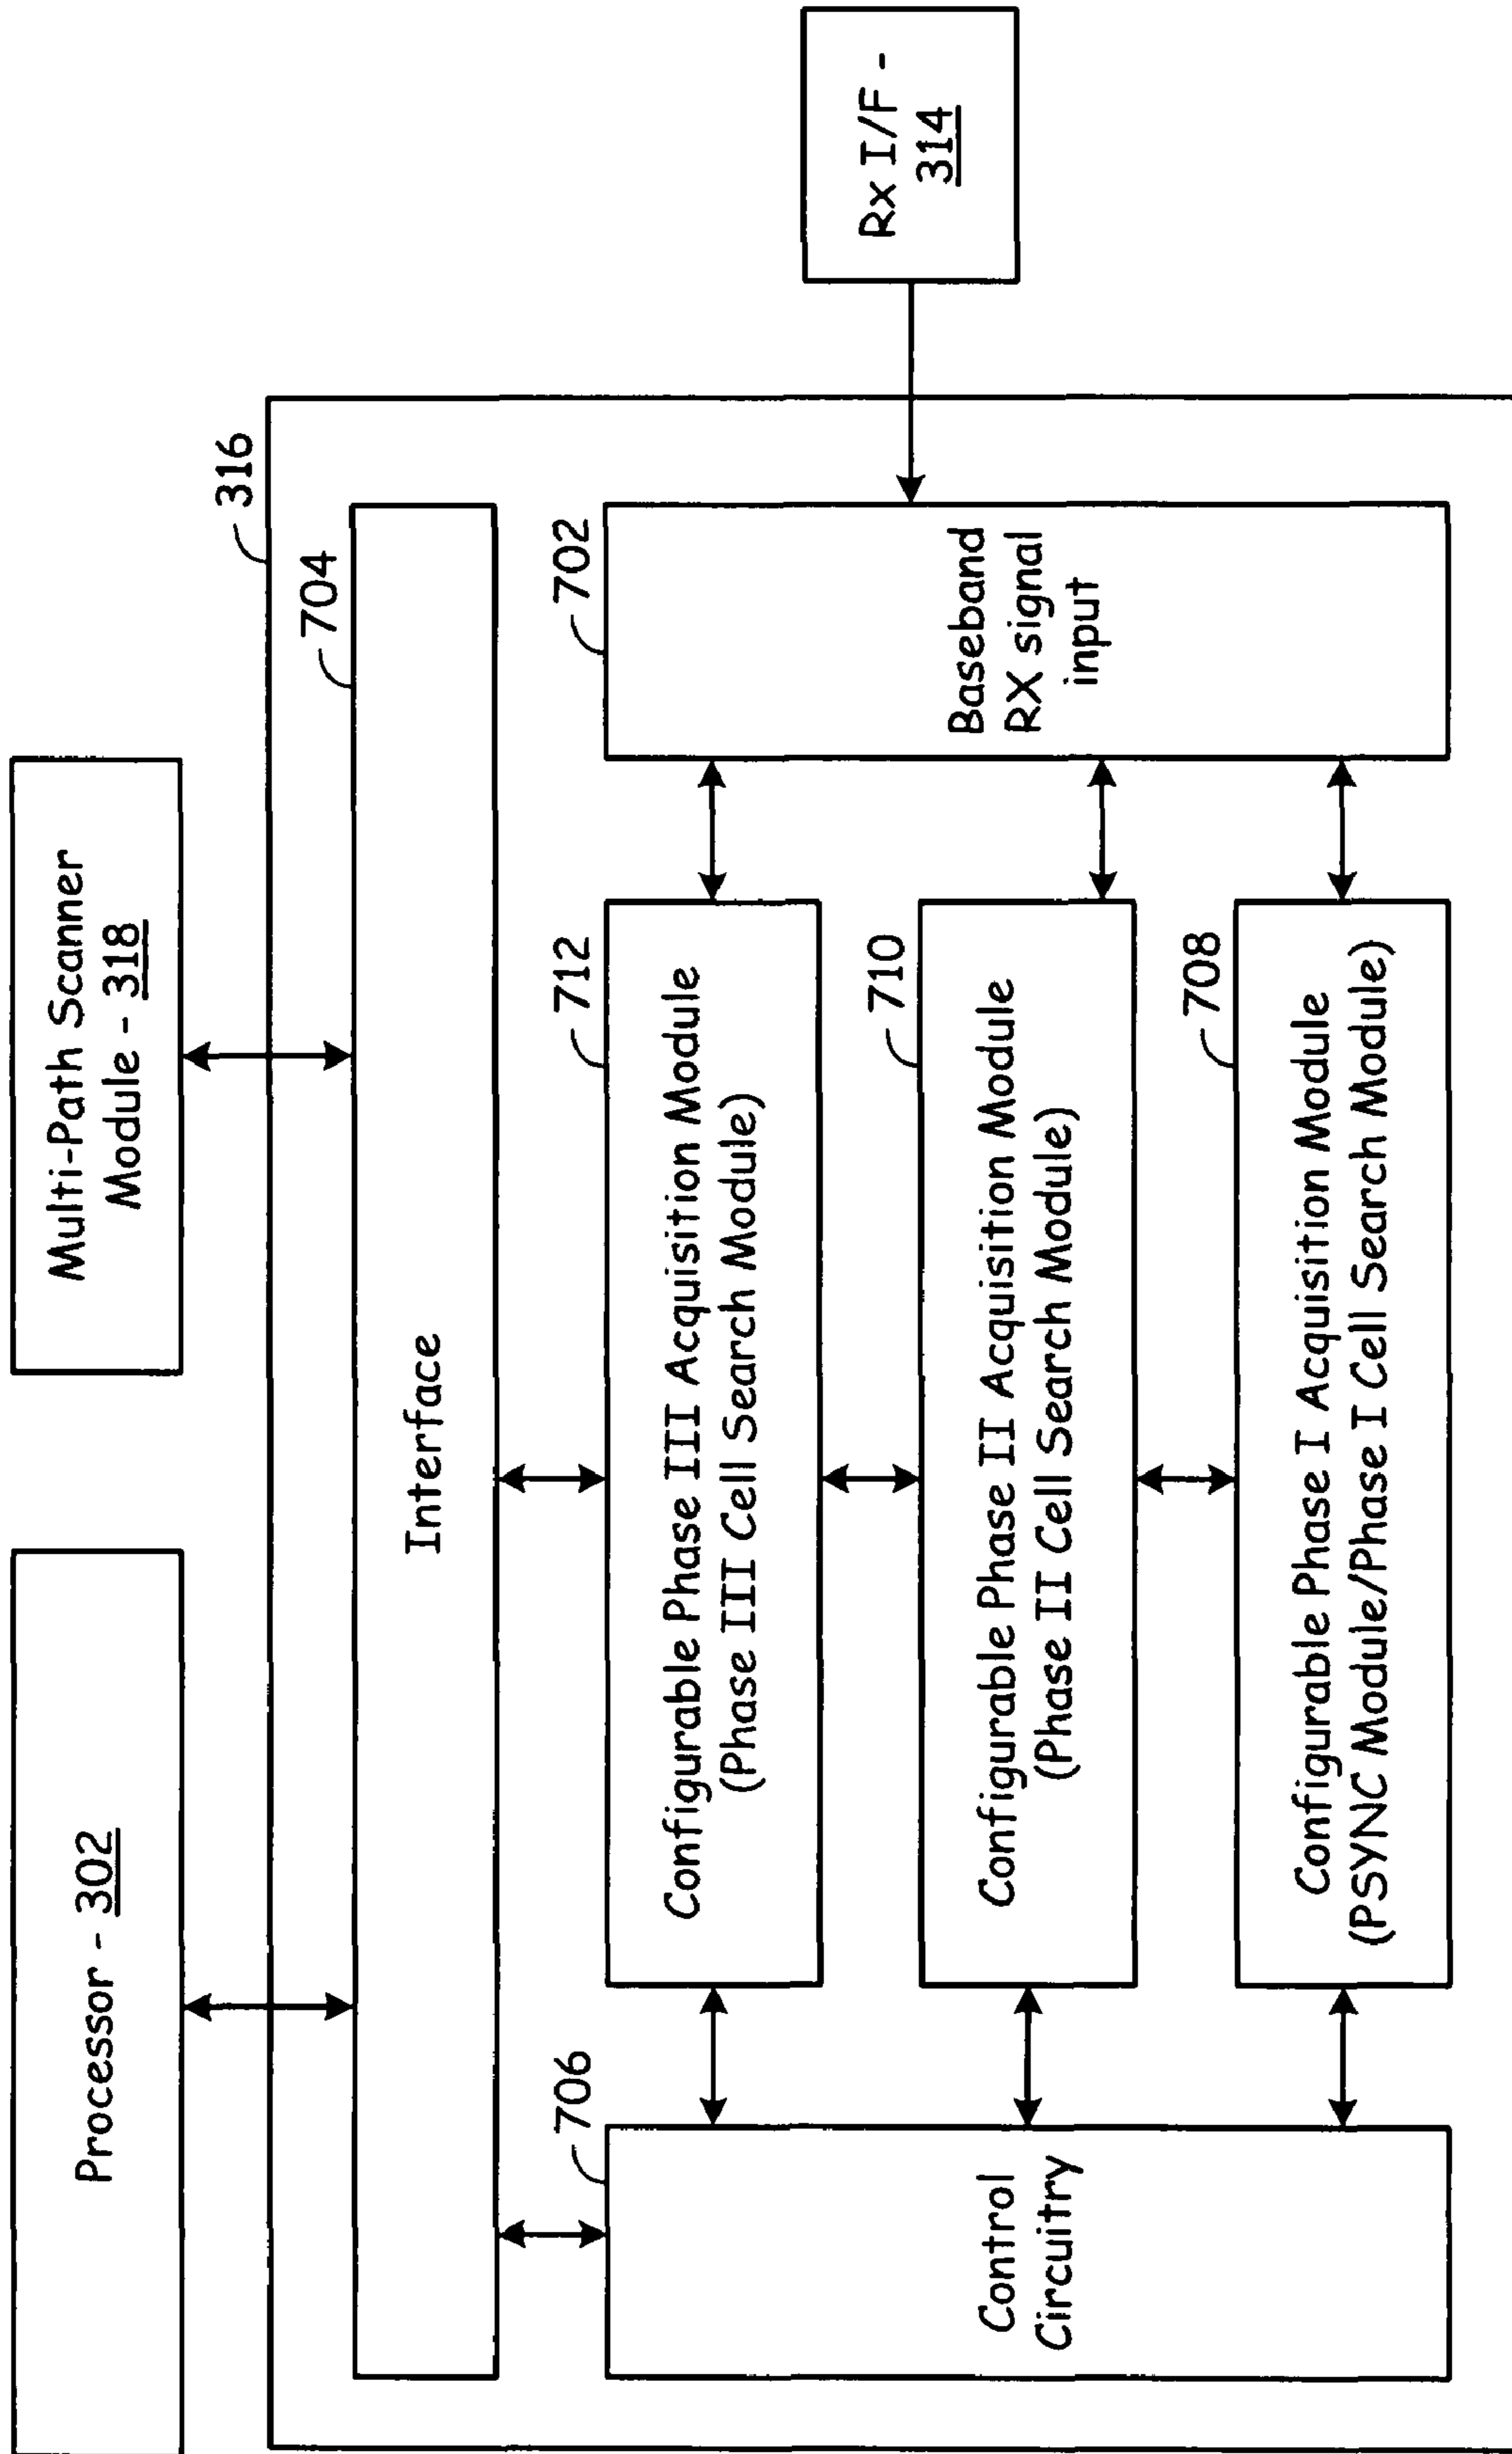 Processor - 302
Multi-Path Scanner
Module - 318
316
704
Interface
706
Control
Circuitry
712
Configurable Phase III Acquisition Module
(Phase III Cell Search Module)
710
Configurable Phase II Acquisition Module
(Phase II Cell Search Module)
708
Configurable Phase I Acquisition Module
(PSYNC Module/Phase I Cell Search Module)
702
Baseband
RX signal
input
Rx I/F -
314